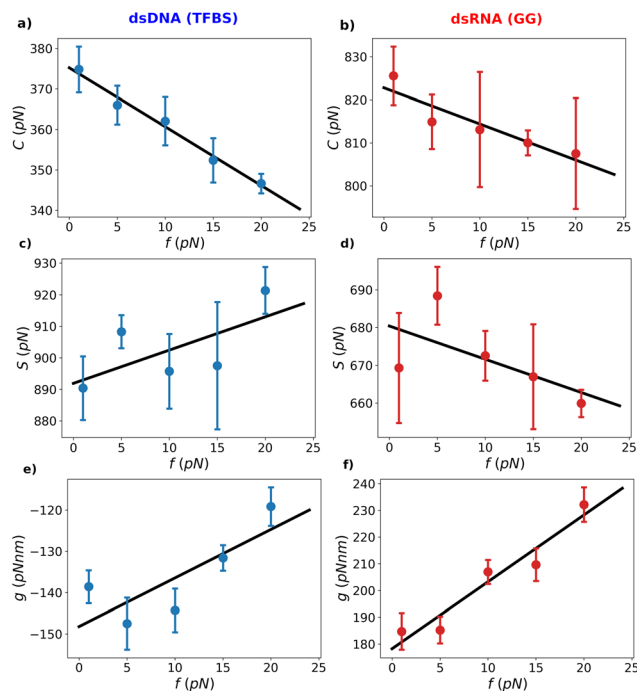 dsDNA (TFBS)
dsRNA (GG)
a)
380
370
360
350
340
C (pN)
0 5 10 15 20 25
f (pN)
b)
830
820
810
800
C (pN)
0 5 10 15 20 25
f (pN)
c)
930
920
910
900
890
880
S (pN)
0 5 10 15 20 25
f (pN)
d)
690
680
670
660
S (pN)
0 5 10 15 20 25
f (pN)
e)
−120
−130
−140
−150
g (pNnm)
0 5 10 15 20 25
f (pN)
f)
240
230
220
210
200
190
180
g (pNnm)
0 5 10 15 20 25
f (pN)